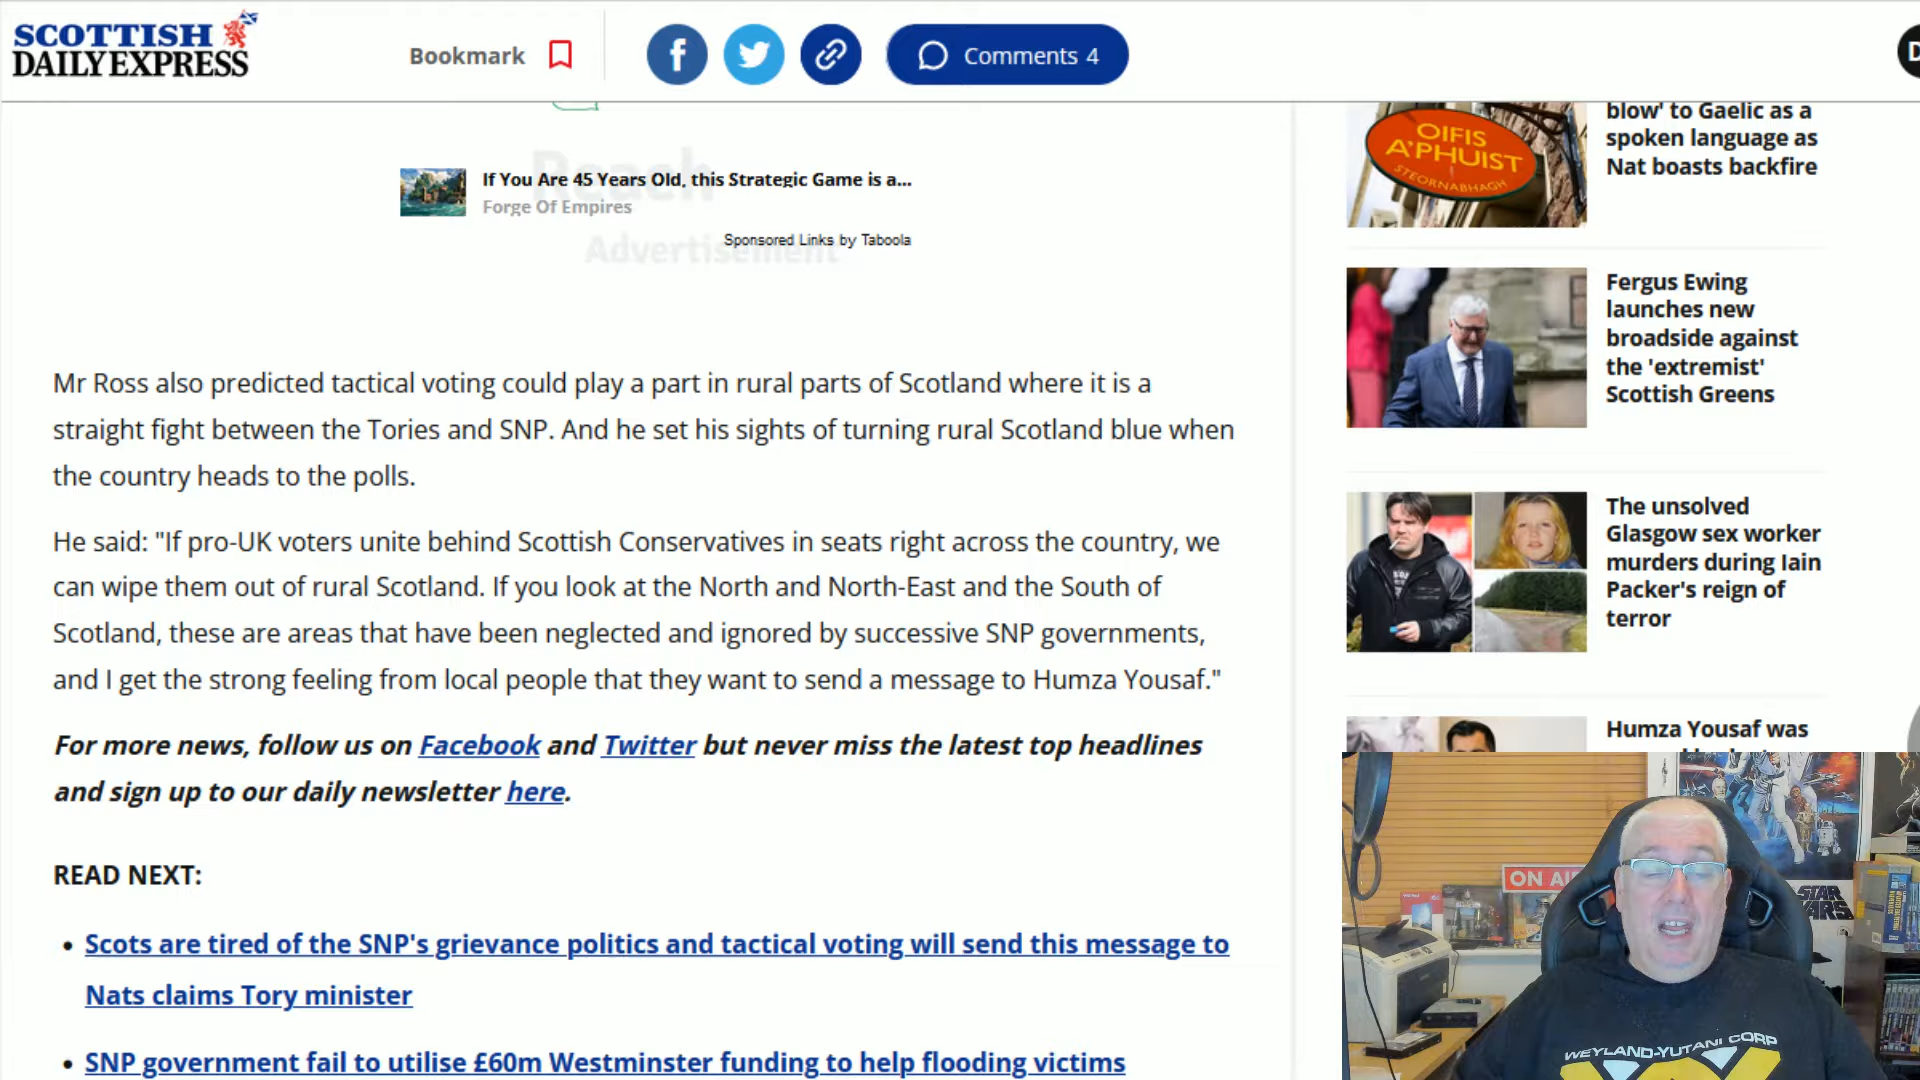 SCOTTISH
DAILY EXPRESS
Bookmark
Comments 4
D
Reach
Advertisement
If You Are 45 Years Old, this Strategic Game is a...
Forge Of Empires
Sponsored Links by Taboola
Mr Ross also predicted tactical voting could play a part in rural parts of Scotland where it is a
straight fight between the Tories and SNP. And he set his sights of turning rural Scotland blue when
the country heads to the polls.
He said: "If pro-UK voters unite behind Scottish Conservatives in seats right across the country, we
can wipe them out of rural Scotland. If you look at the North and North-East and the South of
Scotland, these are areas that have been neglected and ignored by successive SNP governments,
and I get the strong feeling from local people that they want to send a message to Humza Yousaf."
For more news, follow us on Facebook and Twitter but never miss the latest top headlines
and sign up to our daily newsletter here.
READ NEXT:
• Scots are tired of the SNP's grievance politics and tactical voting will send this message to
Nats claims Tory minister
• SNP government fail to utilise £60m Westminster funding to help flooding victims
OIFIS
A'PHUIST
STEORNABHAGH
blow' to Gaelic as a
spoken language as
Nat boasts backfire
Fergus Ewing
launches new
broadside against
the 'extremist'
Scottish Greens
The unsolved
Glasgow sex worker
murders during Iain
Packer's reign of
terror
Humza Yousaf was
ON AI
STAR
WARS
WEYLAND-YUTANI CORP